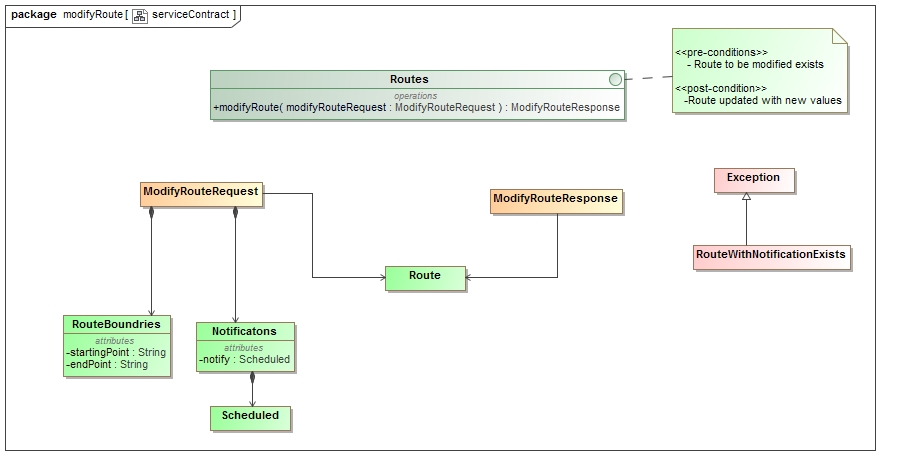 package modifyRoute[ serviceContract ]
<<pre-conditions>>
- Route to be modified exists
<<post-condition>>
-Route updated with new values
Routes
operations
+modifyRoute( modifyRouteRequest : ModifyRouteRequest ) : ModifyRouteResponse
ModifyRouteRequest
ModifyRouteResponse
Exception
RouteWithNotificationExists
Route
RouteBoundries
attributes
-startingPoint : String
-endPoint : String
Notificatons
attributes
-notify : Scheduled
Scheduled